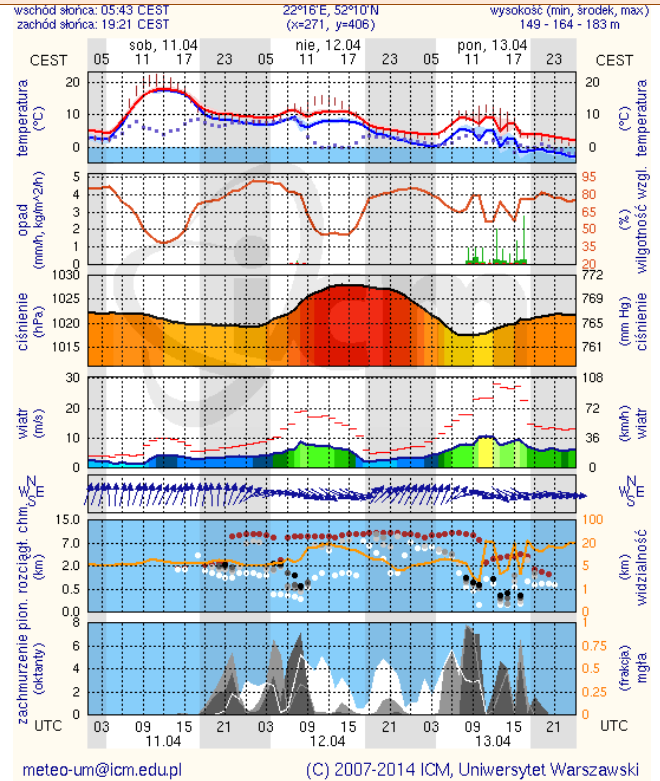 wschód słońca: 05:43 CEST 22°16'E, 52°10'N wysokość (min, środek, max)
zachód słońca: 19:21 CEST (x=271, y=406) 149 - 164 - 183 m
sob, 11.04 nie, 12.04 pon, 13.04
CEST 05 11 17 23 05 11 17 23 05 11 17 23 CEST
temperatura
(°C)
20
10
0
20
10
0
temperatura
(°C)
opad
(mm/h, kg/m^2/h)
5
4
3
2
1
0
95
80
65
50
35
20
(%)
wilgotność wzgl.
ciśnienie
(hPa)
1030
1025
1020
1015
772
769
765
761
(mm Hg)
ciśnienie
wiatr
(m/s)
30
20
10
0
108
72
36
0
(km/h)
wiatr
N
W E
S
N
W E
S
pion. rozciągł. chm.
(km)
15.0
7.0
2.0
0.5
0.0
100
20
5
1
0
(km)
widzialność
zachmurzenie
(oktanty)
8
6
4
2
0
1
0.75
0.5
0.25
0
(frakcja)
mgła
UTC 03 09 15 21 03 09 15 21 03 09 15 21 UTC
11.04 12.04 13.04
icm
meteo-um@icm.edu.pl (C) 2007-2014 ICM, Uniwersytet Warszawski